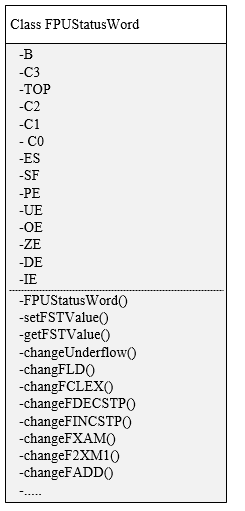 Class FPUStatusWord
-B
-C3
-TOP
-C2
-C1
- C0
-ES
-SF
-PE
-UE
-OE
-ZE
-DE
-IE
-FPUStatusWord()
-setFSTValue()
-getFSTValue()
-changeUnderflow()
-changFLD()
-changFCLEX()
-changeFDECSTP()
-changeFINCSTP()
-changeFXAM()
-changeF2XM1()
-changeFADD()
-.....